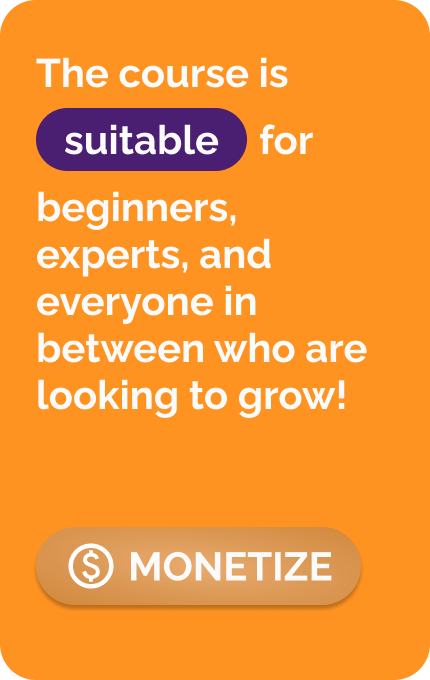 The course is
suitable for
beginners,
experts, and
everyone in
between who are
looking to grow!
MONETIZE